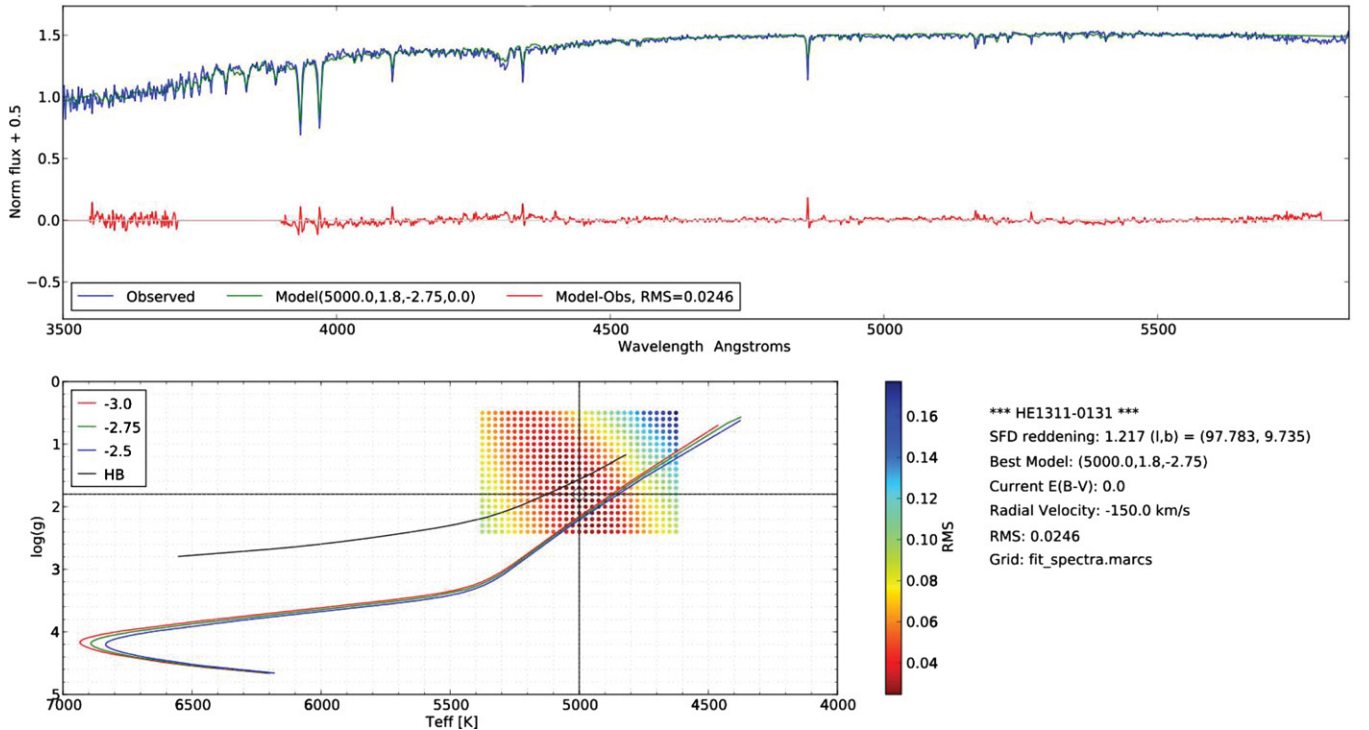 1.5
1.0
0.5
0.0
−0.5
Norm flux + 0.5
Observed
Model(5000.0,1.8,-2.75,0.0)
Model-Obs, RMS=0.0246
3500
4000
4500
5000
5500
Wavelength Angstroms
0
1
2
3
4
5
log(g)
-3.0
-2.75
-2.5
HB
7000
6500
6000
5500
5000
4500
4000
Teff [K]
0.16
0.14
0.12
0.10
0.08
0.06
0.04
RMS
*** HE1311-0131 ***
SFD reddening: 1.217 (l,b) = (97.783, 9.735)
Best Model: (5000.0,1.8,-2.75)
Current E(B-V): 0.0
Radial Velocity: -150.0 km/s
RMS: 0.0246
Grid: fit_spectra.marcs